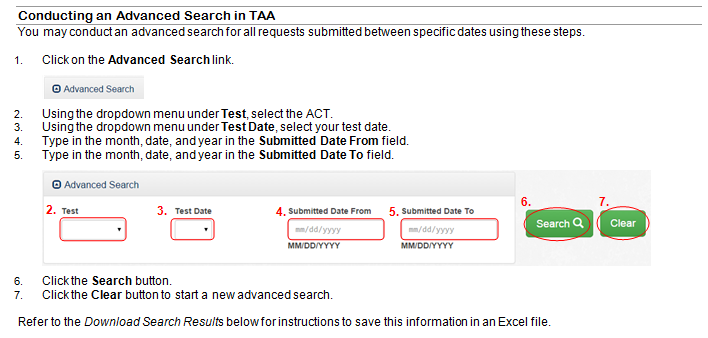 Conducting an Advanced Search in TAA
You may conduct an advanced search for all requests submitted between specific dates using these steps.
1. Click on the Advanced Search link.
Advanced Search
2. Using the dropdown menu under Test, select the ACT.
3. Using the dropdown menu under Test Date, select your test date.
4. Type in the month, date, and year in the Submitted Date From field.
5. Type in the month, date, and year in the Submitted Date To field.
Advanced Search
2. Test 3. Test Date 4. Submitted Date From 5. Submitted Date To 6. 7.
mm/dd/yyyy mm/dd/yyyy Search Clear
MM/DD/YYYY MM/DD/YYYY
6. Click the Search button.
7. Click the Clear button to start a new advanced search.
Refer to the Download Search Results below for instructions to save this information in an Excel file.